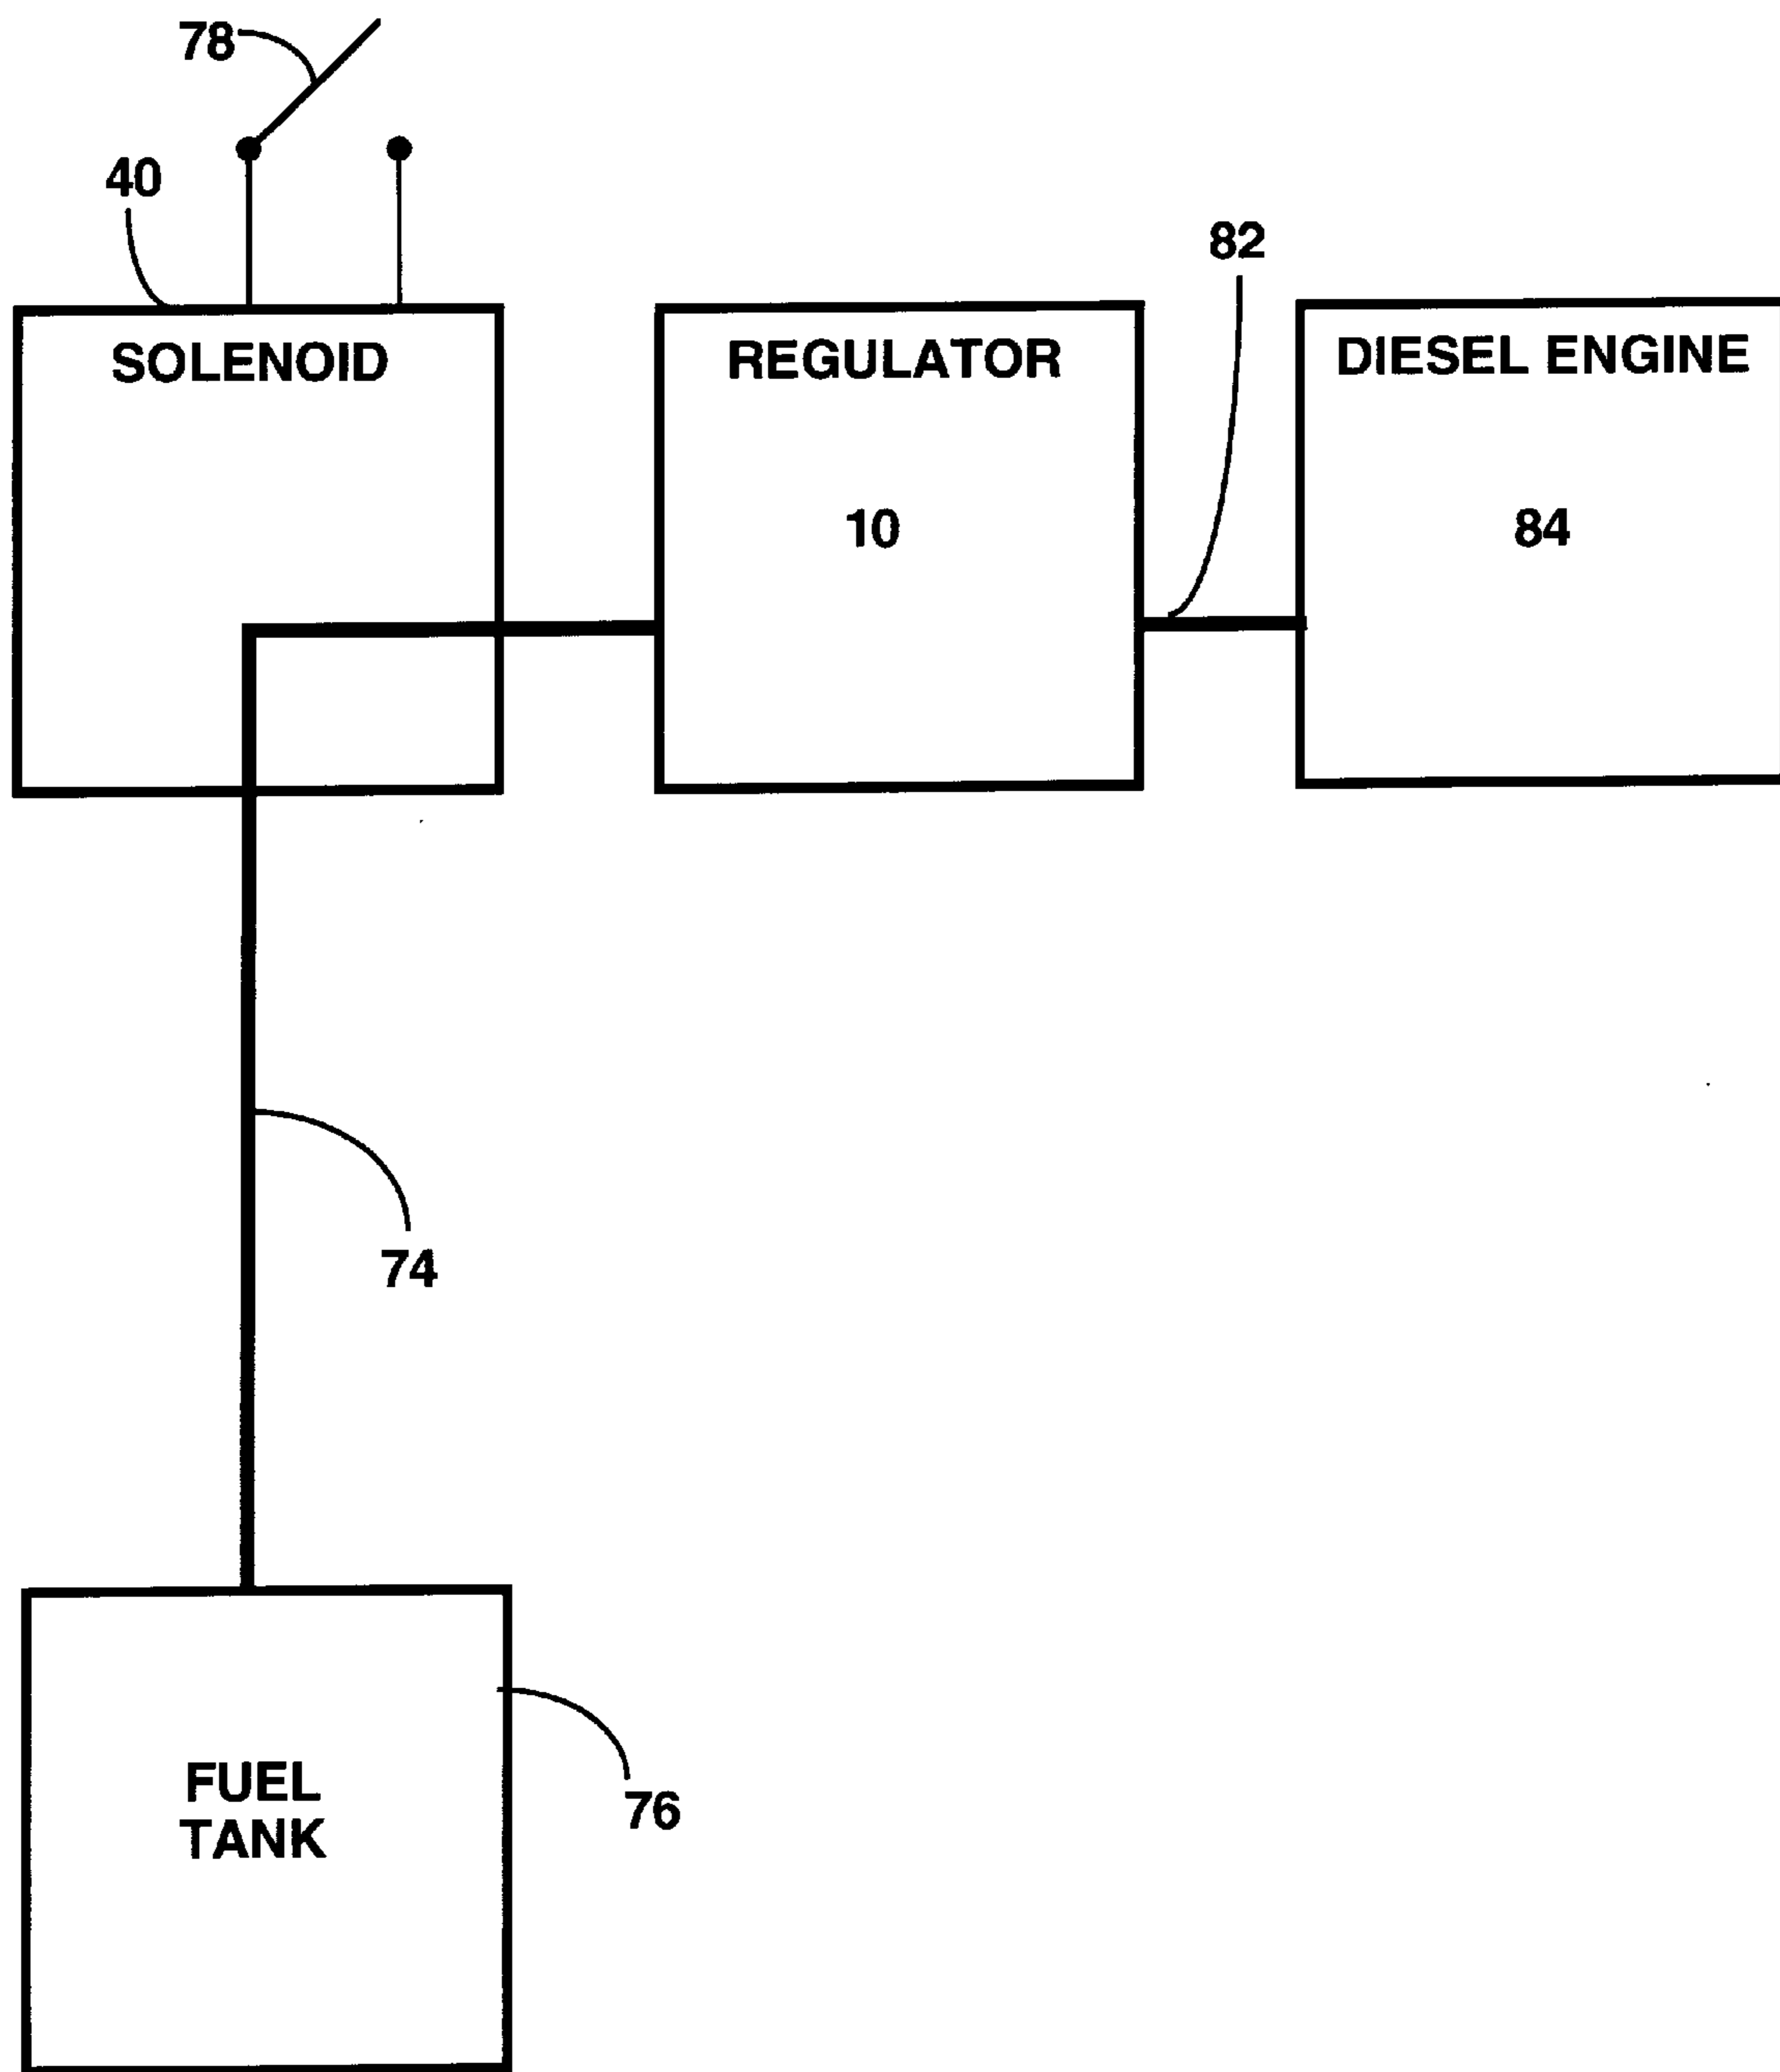 78
40
82
SOLENOID
REGULATOR
DIESEL ENGINE
10
84
74
76
FUEL
TANK